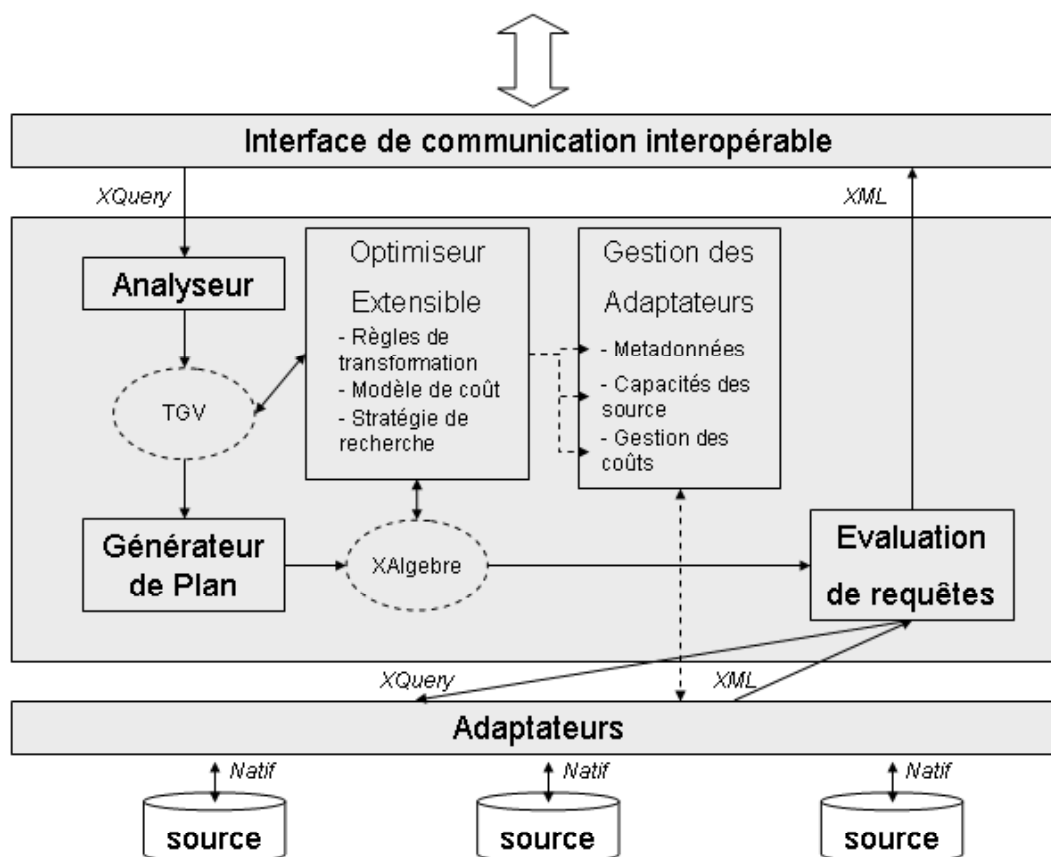 Interface de communication interopérable
XQuery
XML
Analyseur
TGV
Générateur
de Plan
Optimiseur
Extensible
- Règles de
transformation
- Modèle de coût
- Stratégie de
recherche
XAlgebre
Gestion des
Adaptateurs
- Metadonnées
- Capacités des
source
- Gestion des
coûts
Evaluation
de requêtes
XQuery
XML
Adaptateurs
Natif
Natif
Natif
source
source
source